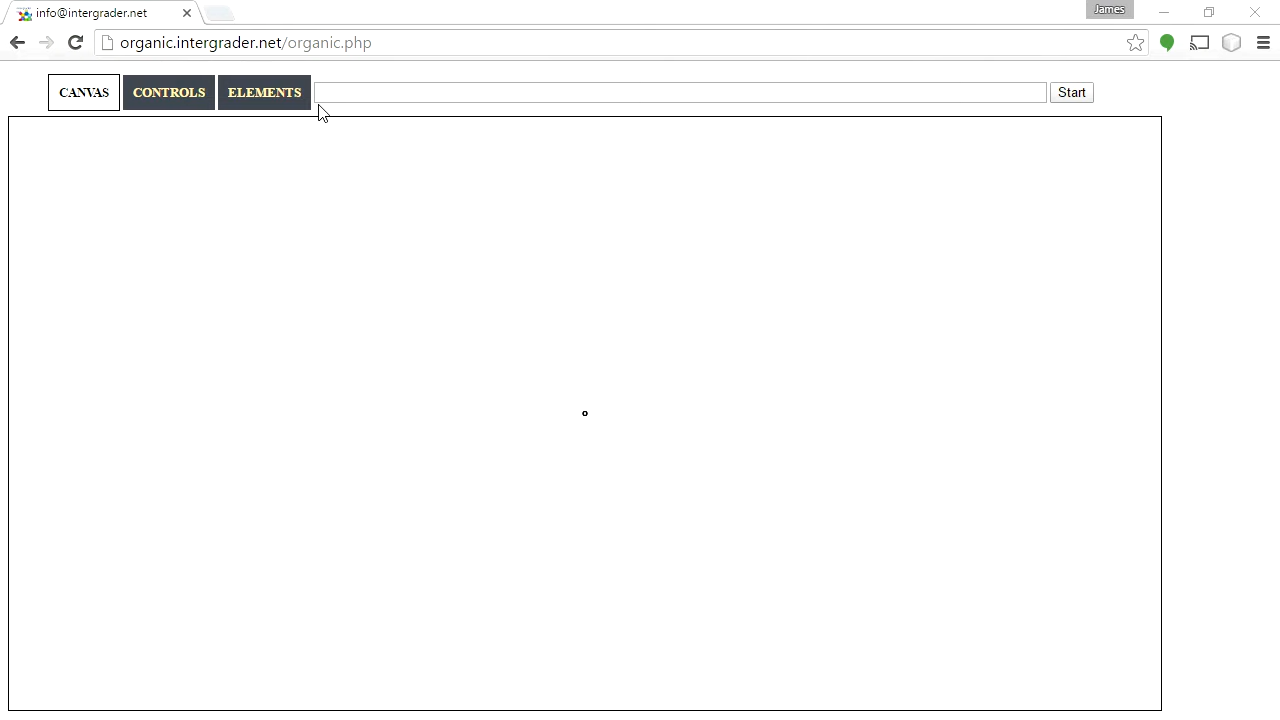 info@intergrader.net
James
organic.intergrader.net/organic.php
CANVAS CONTROLS ELEMENTS Start
o